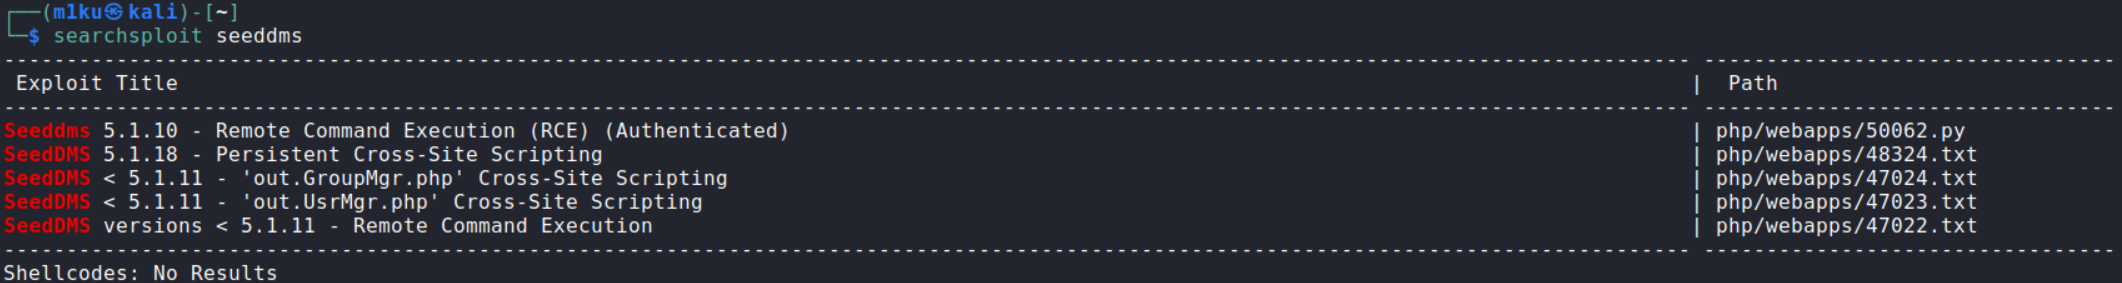 ┌──(m1ku㉿kali)-[~]
└─$ searchsploit seeddms
---------------------------------------------------------------------------------------------------------------------------------------- ---------------------------------
 Exploit Title                                                                                                                          |  Path
---------------------------------------------------------------------------------------------------------------------------------------- ---------------------------------
Seeddms 5.1.10 - Remote Command Execution (RCE) (Authenticated)                                                                         | php/webapps/50062.py
SeedDMS 5.1.18 - Persistent Cross-Site Scripting                                                                                        | php/webapps/48324.txt
SeedDMS < 5.1.11 - 'out.GroupMgr.php' Cross-Site Scripting                                                                              | php/webapps/47024.txt
SeedDMS < 5.1.11 - 'out.UsrMgr.php' Cross-Site Scripting                                                                                | php/webapps/47023.txt
SeedDMS versions < 5.1.11 - Remote Command Execution                                                                                    | php/webapps/47022.txt
---------------------------------------------------------------------------------------------------------------------------------------- ---------------------------------
Shellcodes: No Results